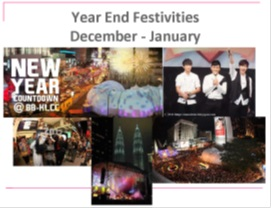 Year End Festivities
December - January
NEW
YEAR
COUNTDOWN
@ BB-KLCC